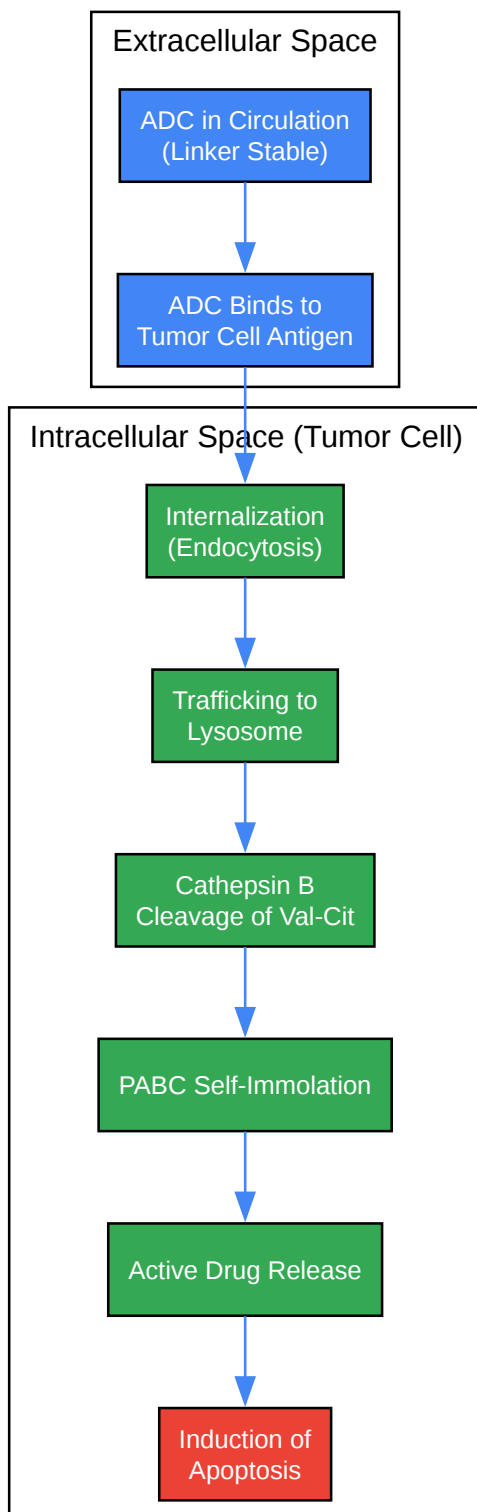 Extracellular Space
ADC in Circulation
(Linker Stable)
ADC Binds to
Tumor Cell Antigen
Intracellular Space (Tumor Cell)
Internalization
(Endocytosis)
Trafficking to
Lysosome
Cathepsin B
Cleavage of Val-Cit
PABC Self-Immolation
Active Drug Release
Induction of
Apoptosis